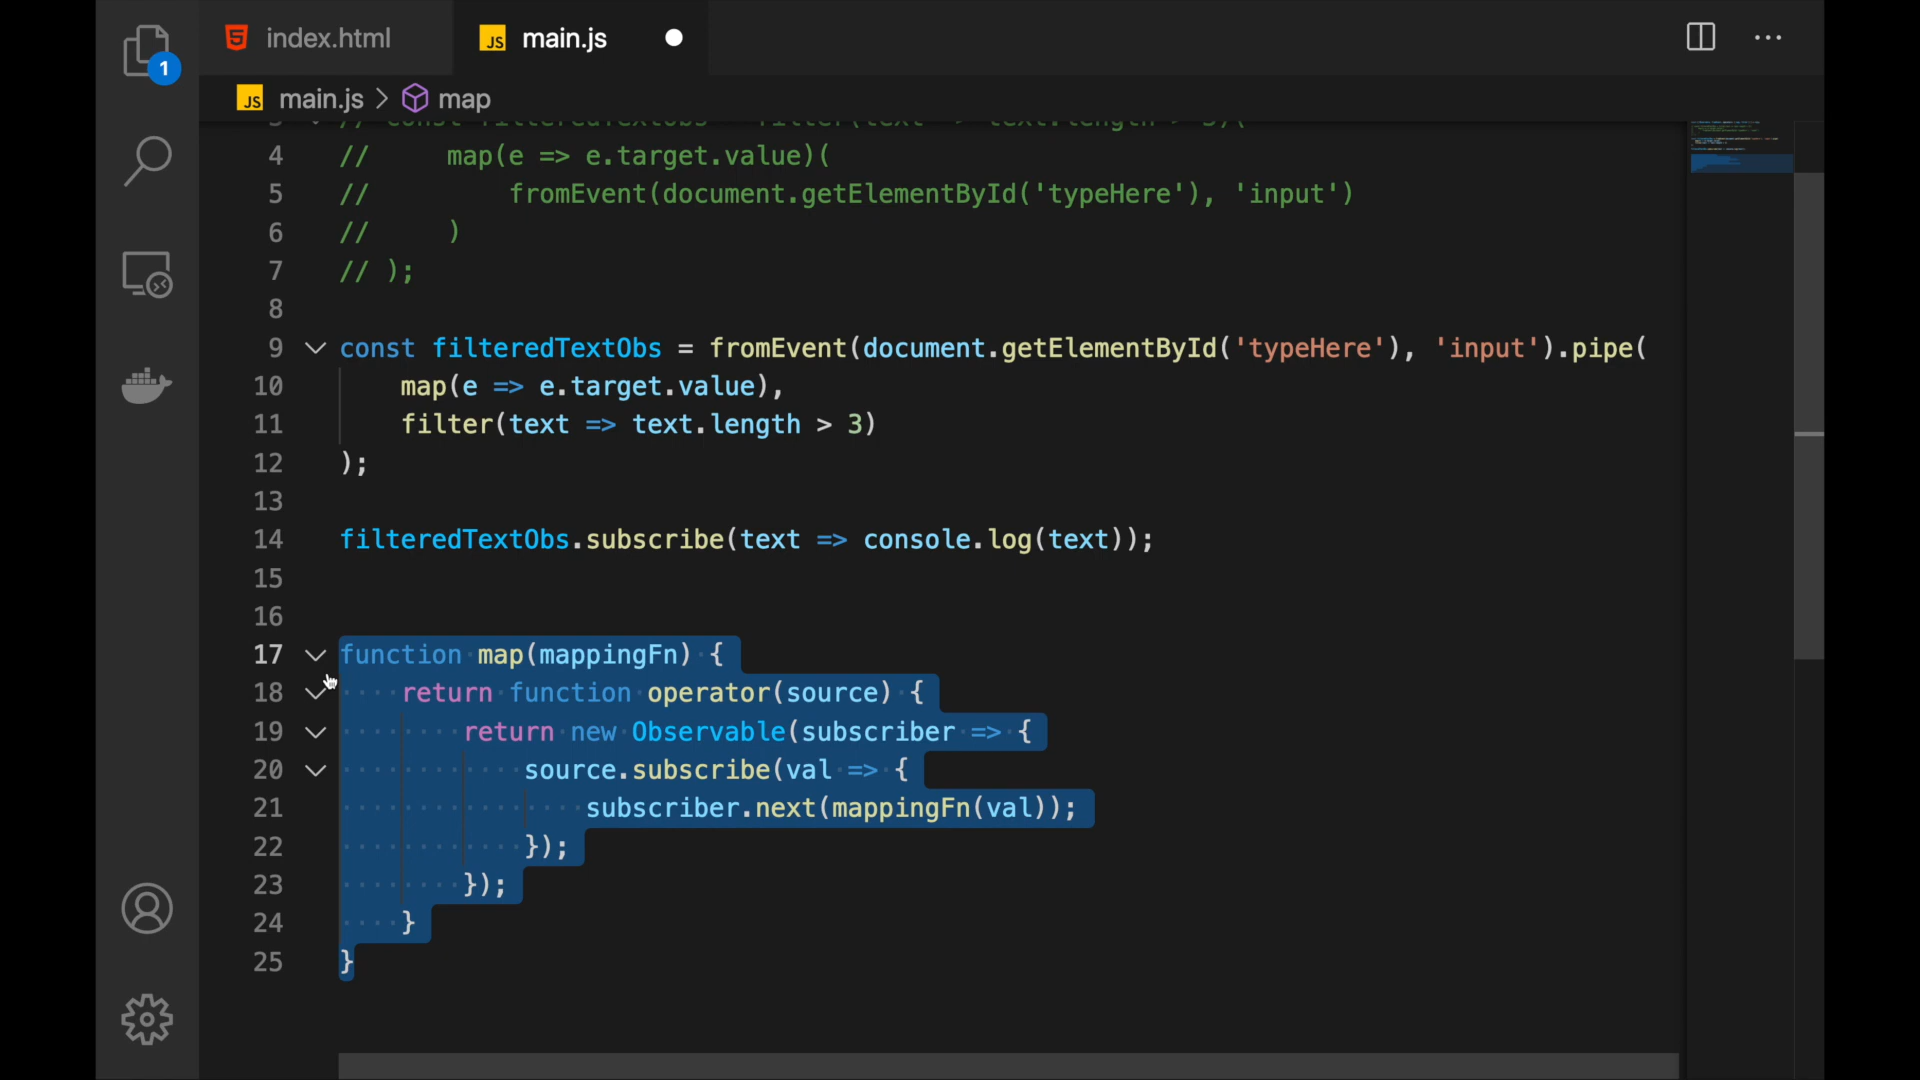 index.html
JS main.js
1
JS main.js > map
4 //     map(e => e.target.value)(
5 //         fromEvent(document.getElementById('typeHere'), 'input')
6 //     )
7 // );
8
9 const filteredTextObs = fromEvent(document.getElementById('typeHere'), 'input').pipe(
10     map(e => e.target.value),
11     filter(text => text.length > 3)
12 );
13
14 filteredTextObs.subscribe(text => console.log(text));
15
16
17 function map(mappingFn) {
18     return function operator(source) {
19         return new Observable(subscriber => {
20             source.subscribe(val => {
21                 subscriber.next(mappingFn(val));
22             });
23         });
24     }
25 }